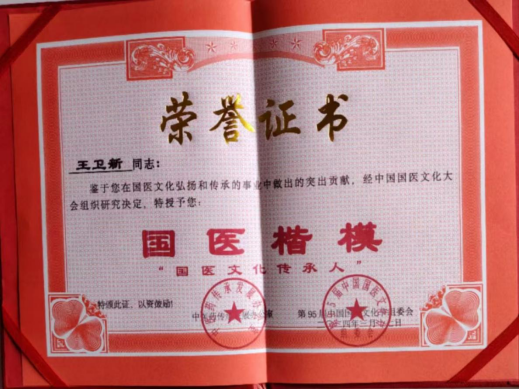 荣誉证书
王卫新 同志：
鉴于您在国医文化弘扬和传承的事业中做出的突出贡献，经中国国医文化大
会组织研究决定，特授予您：
国医楷模
“国医文化传承人”
特颁此证，以资鼓励！
第95届中国国医文化 组委会